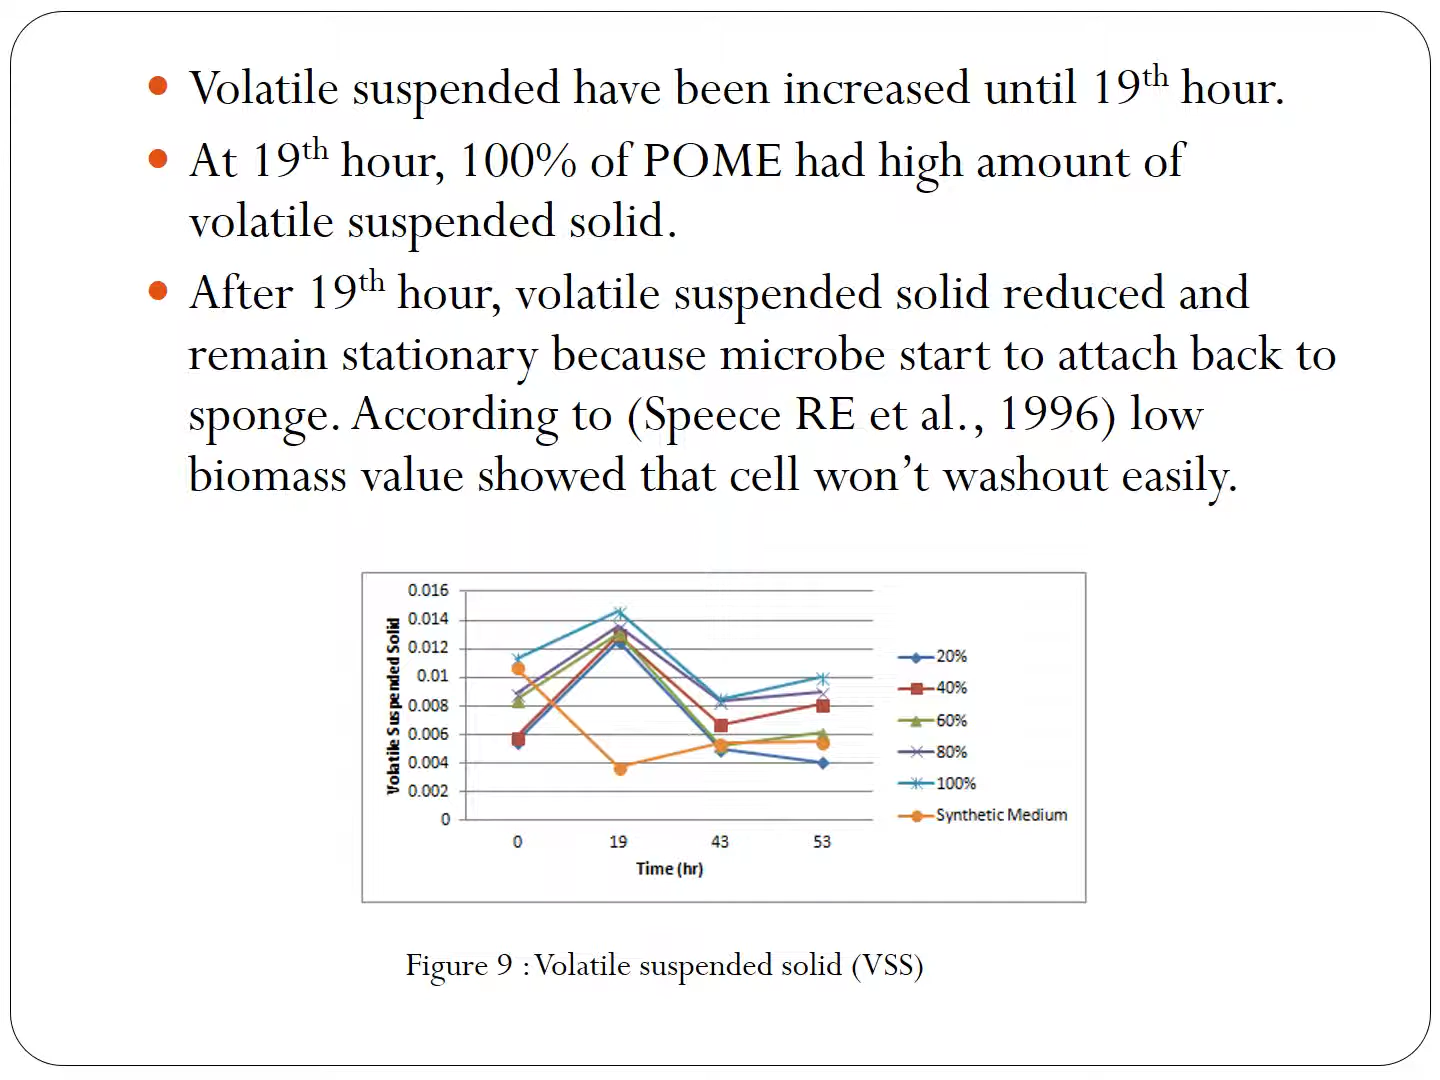 Volatile suspended have been increased until 19th hour.
At 19th hour, 100% of POME had high amount of
volatile suspended solid.
After 19th hour, volatile suspended solid reduced and
remain stationary because microbe start to attach back to
sponge. According to (Speece RE et al., 1996) low
biomass value showed that cell won't washout easily.
Volatile Suspended Solid
0.016
0.014
0.012
0.01
0.008
0.006
0.004
0.002
0
0 19 43 53
Time (hr)
20%
40%
60%
80%
100%
Synthetic Medium
Figure 9 : Volatile suspended solid (VSS)